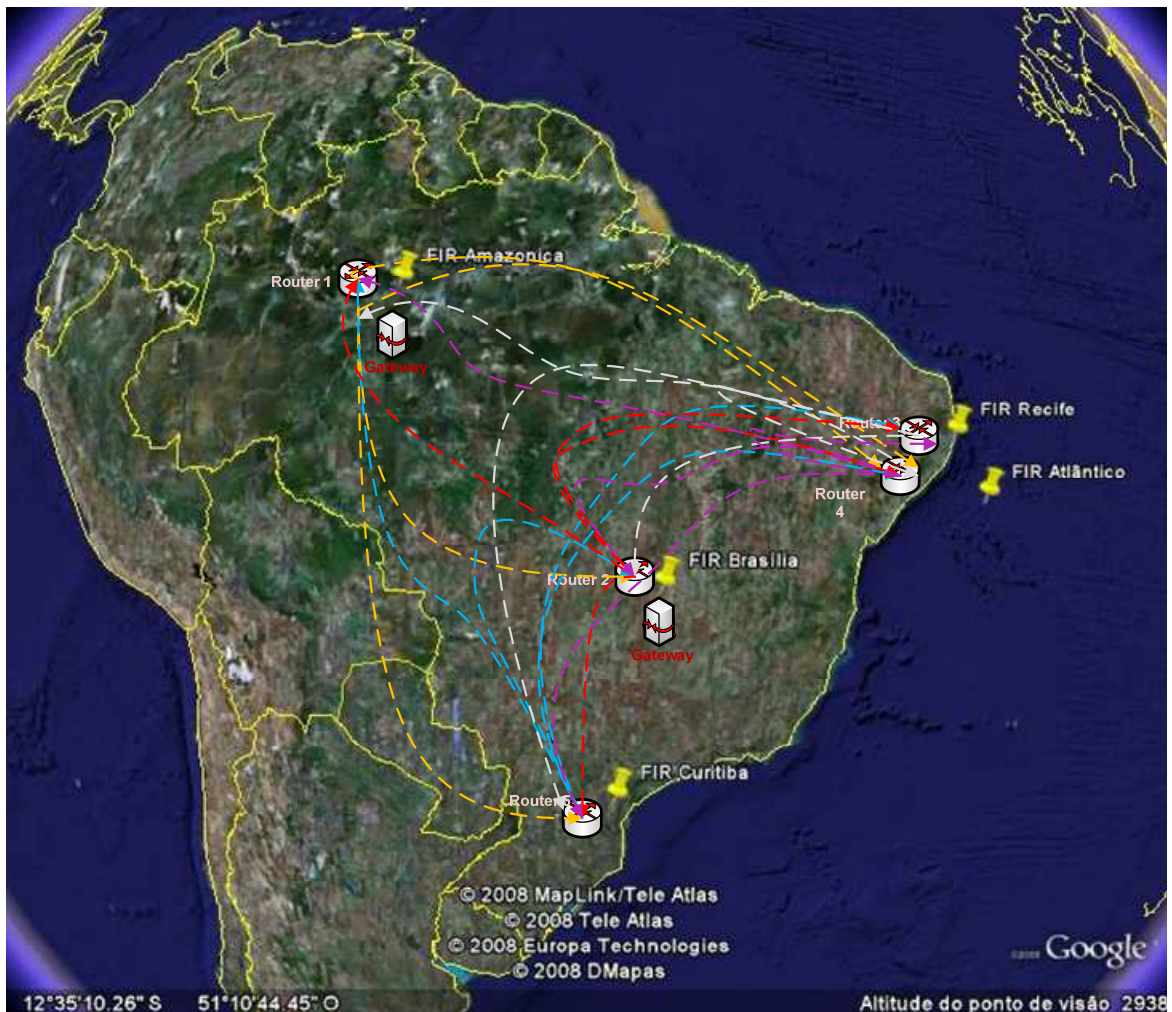 FIR Amazonica
Router 1
Gateway
FIR Recife
FIR Atlântico
Router
4
FIR Brasília
Router 2
Gateway
FIR Curitiba
© 2008 MapLink/Tele Atlas
© 2008 Tele Atlas
© 2008 Europa Technologies
© 2008 DMapas
Google
12°35'10.26" S 51°10'44.45" O
Altitude do ponto de visão 2938